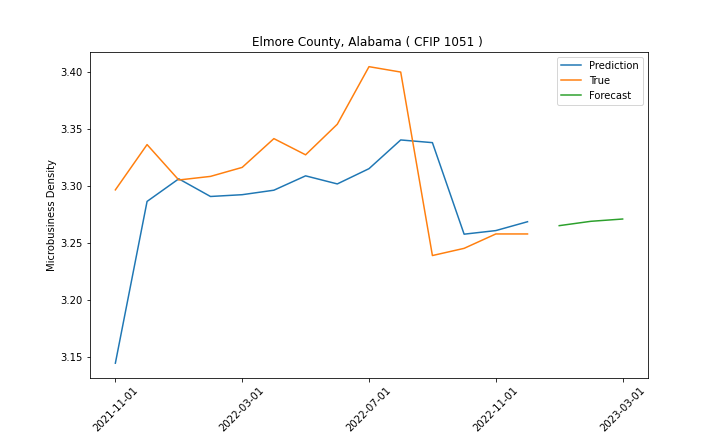 Elmore County, Alabama ( CFIP 1051 )
Prediction
True
Forecast
Microbusiness Density
3.40
3.35
3.30
3.25
3.20
3.15
2021-11-01
2022-03-01
2022-07-01
2022-11-01
2023-03-01